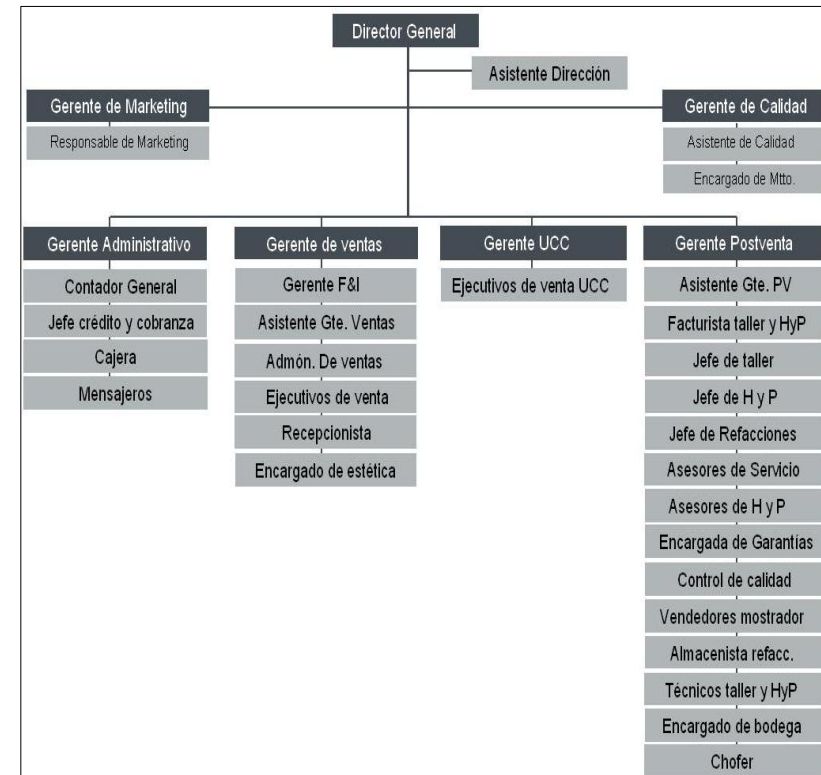 Director General
Asistente Dirección
Gerente de Marketing
Responsable de Marketing
Gerente de Calidad
Asistente de Calidad
Encargado de Mtto.
Gerente Administrativo
Contador General
Jefe crédito y cobranza
Cajera
Mensajeros
Gerente de ventas
Gerente F&I
Asistente Gte. Ventas
Admón. De ventas
Ejecutivos de venta
Recepcionista
Encargado de estética
Gerente UCC
Ejecutivos de venta UCC
Gerente Postventa
Asistente Gte. PV
Facturista taller y HyP
Jefe de taller
Jefe de H y P
Jefe de Refacciones
Asesores de Servicio
Asesores de H y P
Encargada de Garantías
Control de calidad
Vendedores mostrador
Almacenista refacc.
Técnicos taller y HyP
Encargado de bodega
Chofer